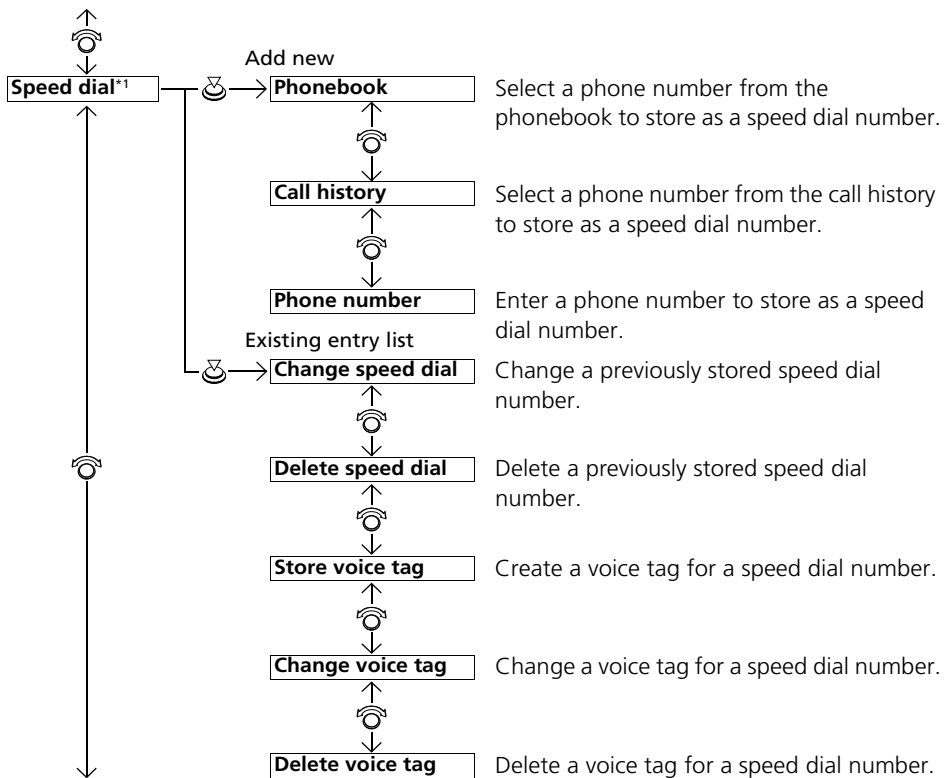 Add new
Speed dial*1
Phonebook
Select a phone number from the
phonebook to store as a speed dial number.
Call history
Select a phone number from the call history
to store as a speed dial number.
Phone number
Enter a phone number to store as a speed
dial number.
Existing entry list
Change speed dial
Change a previously stored speed dial
number.
Delete speed dial
Delete a previously stored speed dial
number.
Store voice tag
Create a voice tag for a speed dial number.
Change voice tag
Change a voice tag for a speed dial number.
Delete voice tag
Delete a voice tag for a speed dial number.